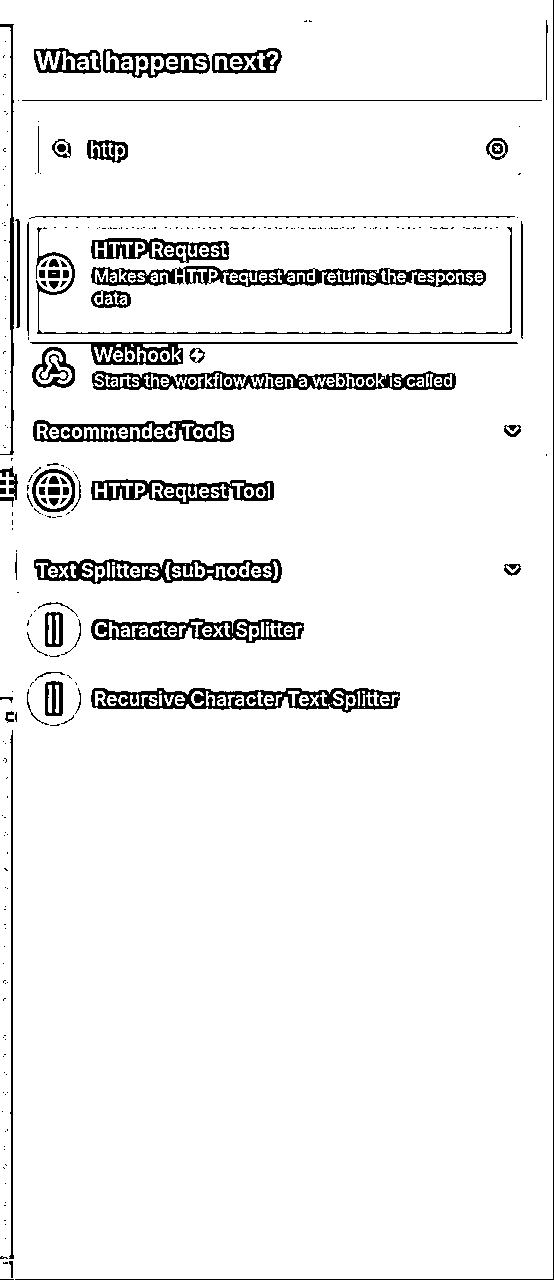 What happens next?
http
HTTP Request
Makes an HTTP request and returns the response
data
Webhook
Starts the workflow when a webhook is called
Recommended Tools
HTTP Request Tool
Text Splitters (sub-nodes)
Character Text Splitter
Recursive Character Text Splitter